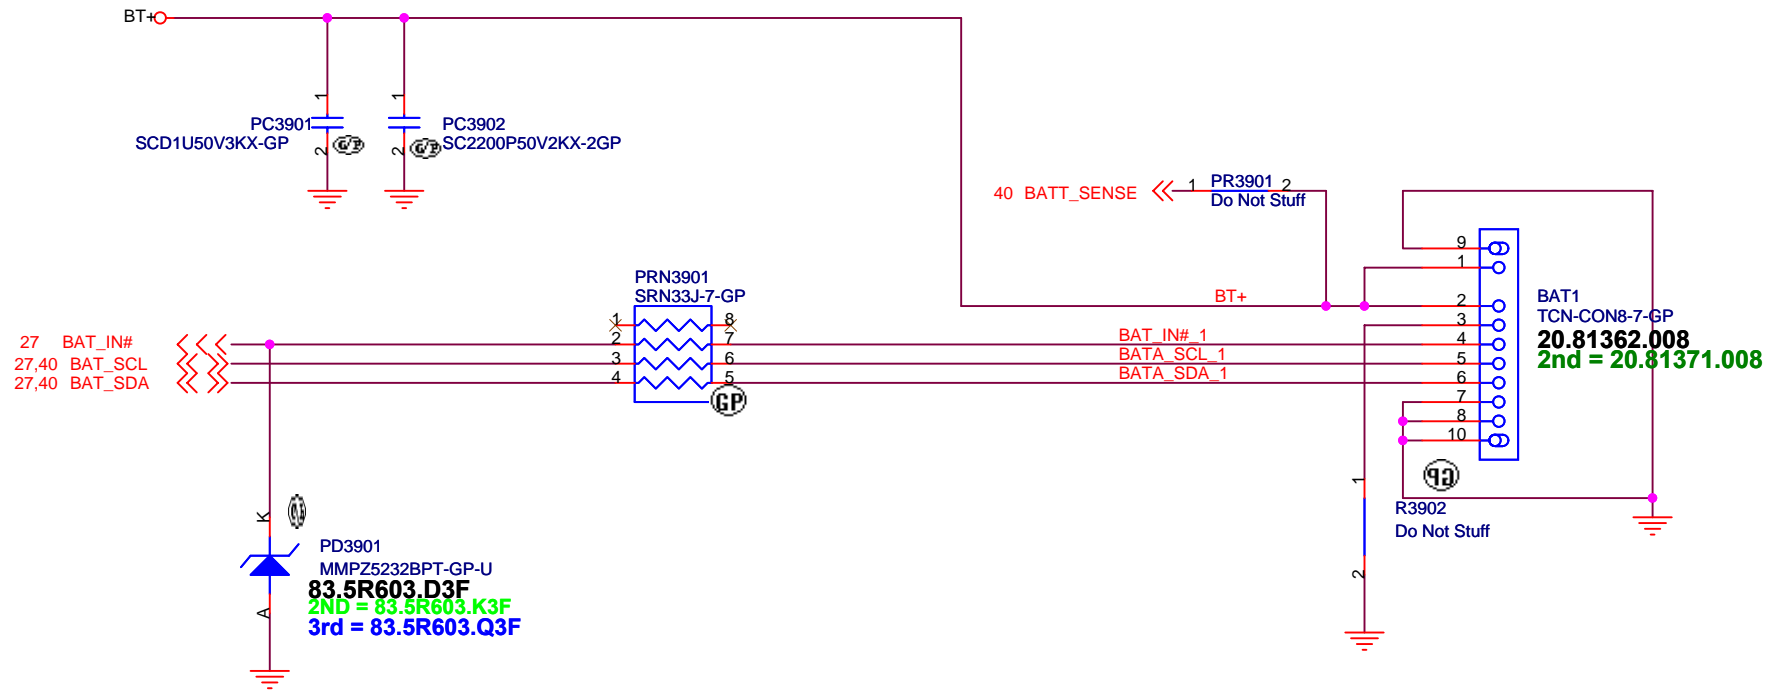 BT+
1
1
PC3901
SCD1U50V3KX-GP
2
G/P
PC3902
SC2200P50V2KX-2GP
2
G/P
40 BATT_SENSE
1
PR3901
2
Do Not Stuff
PRN3901
SRN33J-7-GP
BT+
9
1
2
3
4
5
6
7
8
10
BAT1
TCN-CON8-7-GP
20.81362.008
2nd = 20.81371.008
27 BAT_IN#
27,40 BAT_SCL
27,40 BAT_SDA
1
2
3
4
8
7
6
5
GP
BAT_IN#_1
BATA_SCL_1
BATA_SDA_1
GP
1
R3902
Do Not Stuff
2
K
PD3901
MMPZ5232BPT-GP-U
83.5R603.D3F
2ND = 83.5R603.K3F
3rd = 83.5R603.Q3F
A